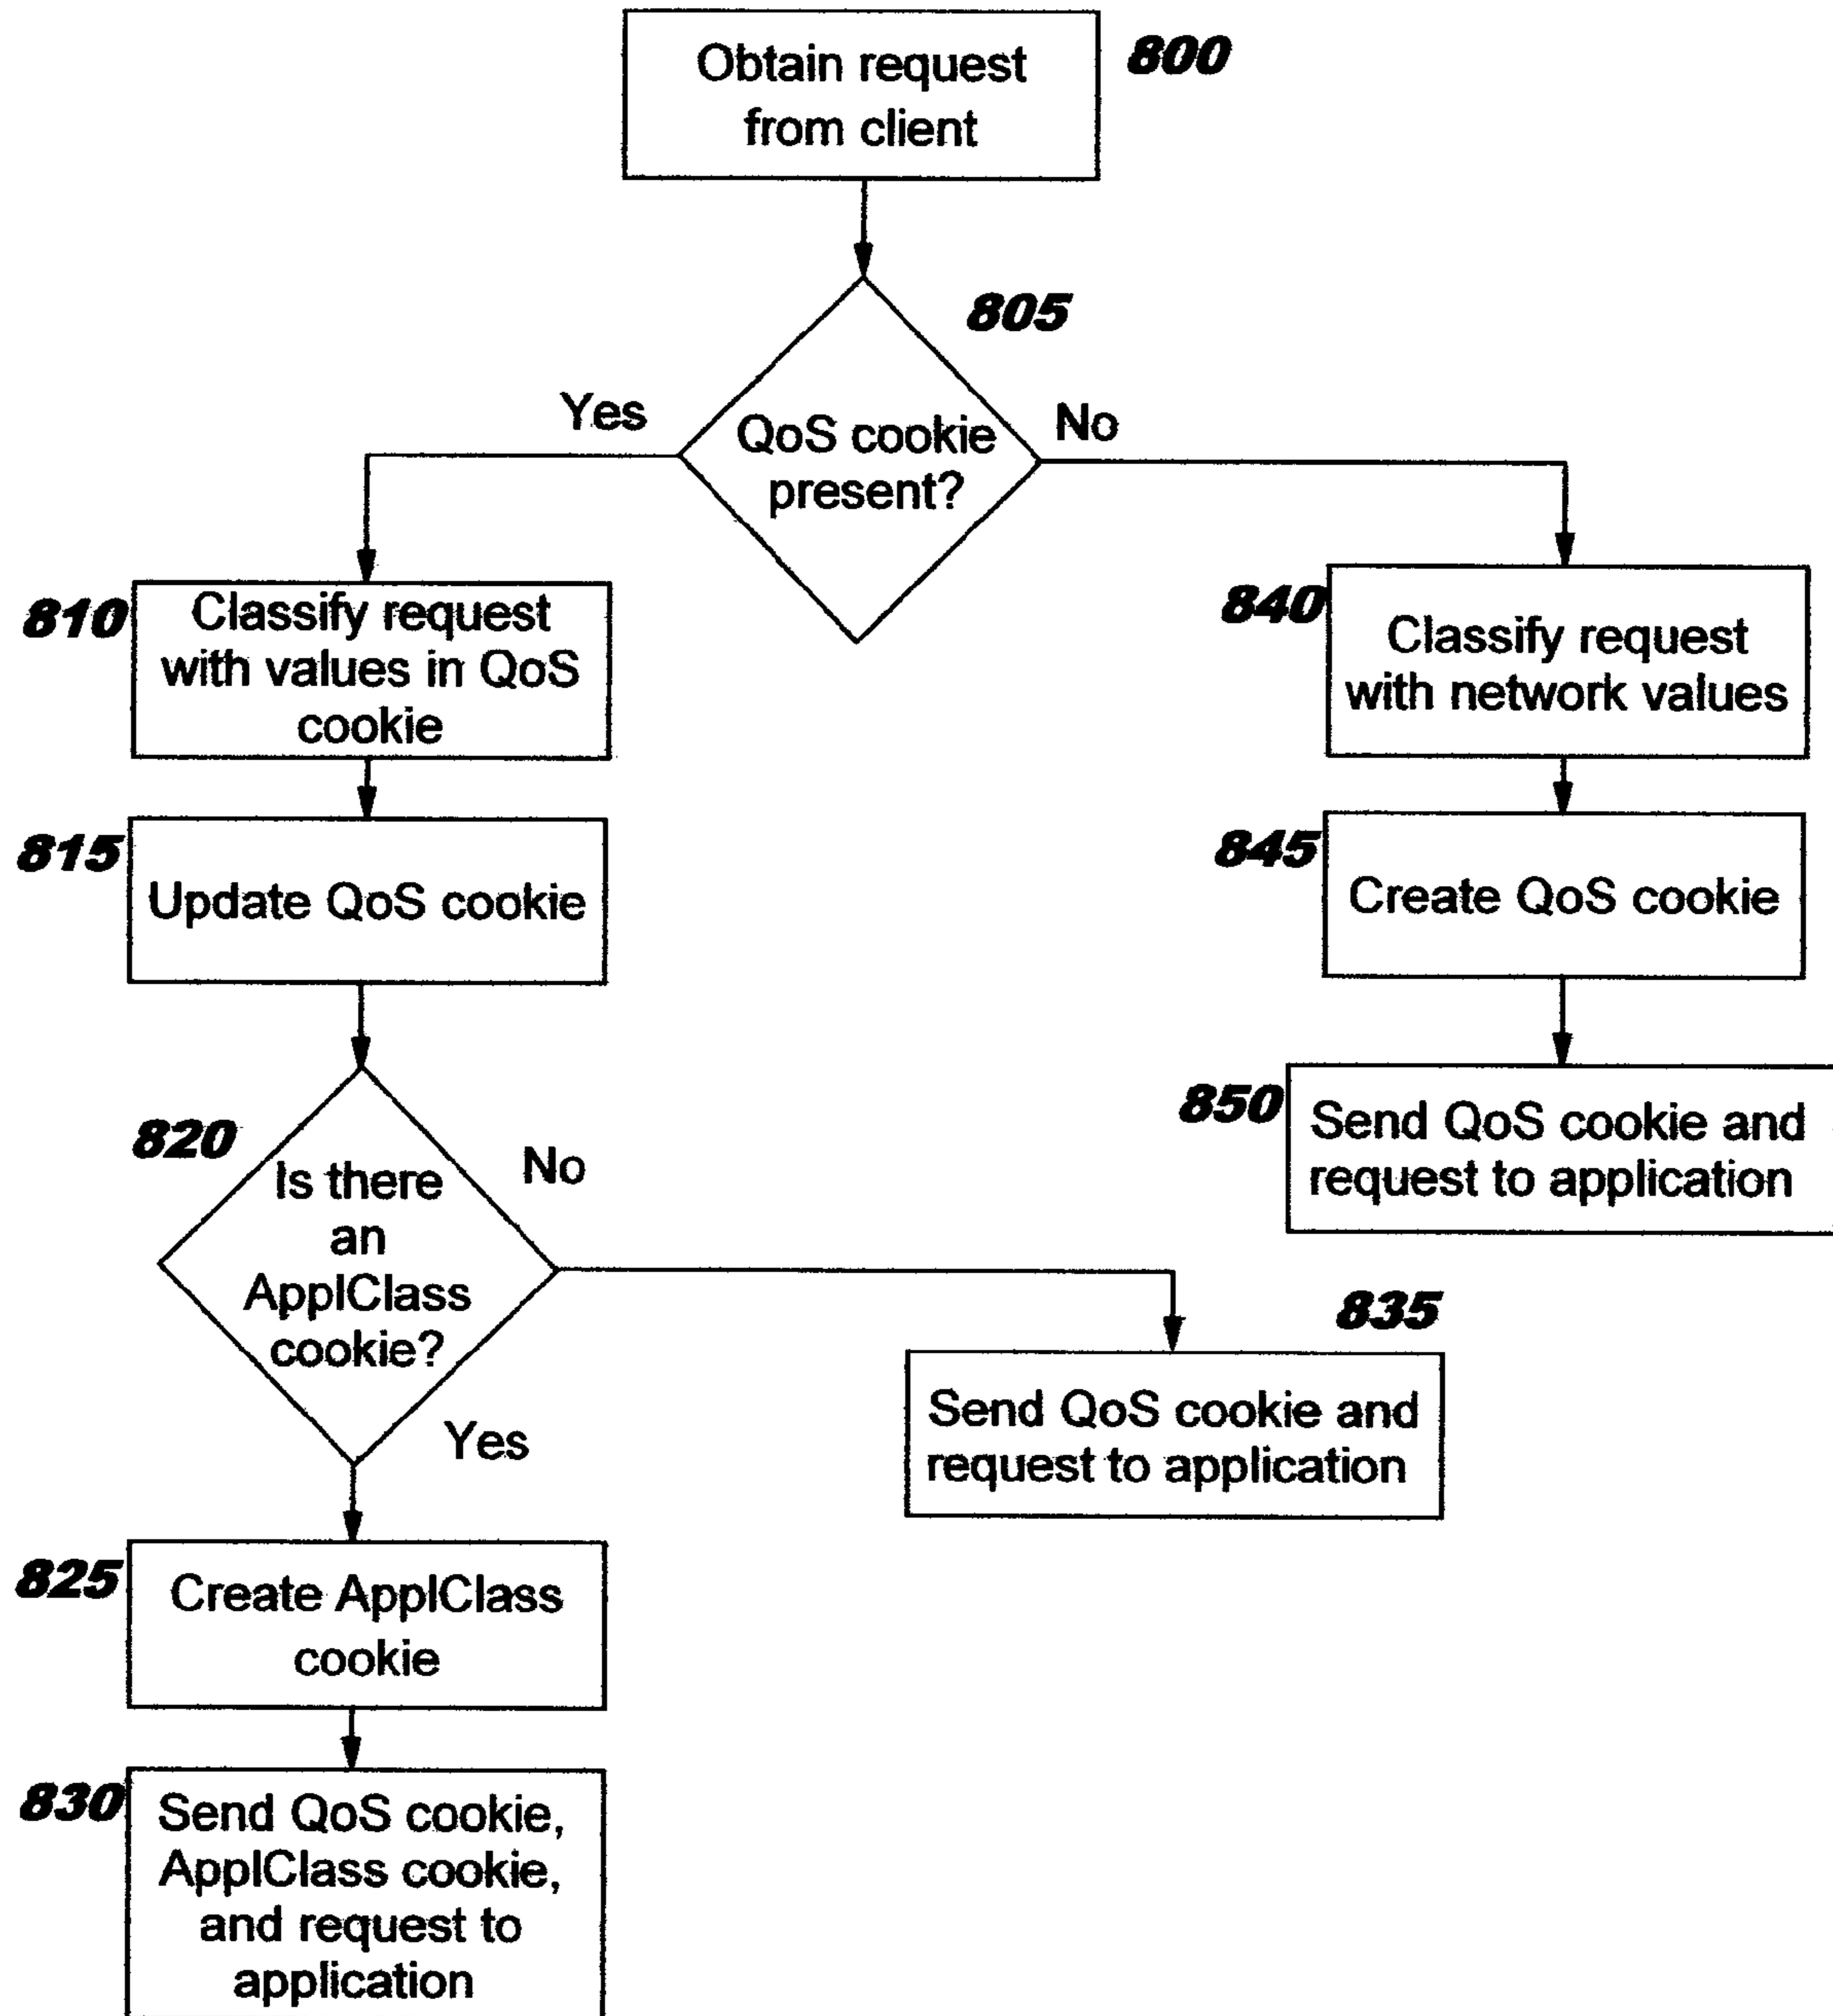 Obtain request
from client
800
805
QoS cookie
present?
Yes
No
810
Classify request
with values in QoS
cookie
840
Classify request
with network values
815
Update QoS cookie
845
Create QoS cookie
820
Is there
an
ApplClass
cookie?
No
Yes
850
Send QoS cookie and
request to application
835
Send QoS cookie and
request to application
825
Create ApplClass
cookie
830
Send QoS cookie,
ApplClass cookie,
and request to
application